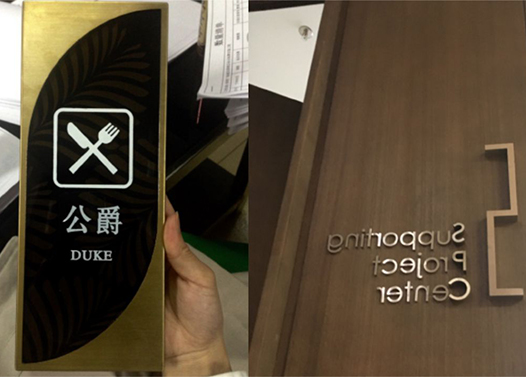 公爵
DUKE
Supporting
Project
Center